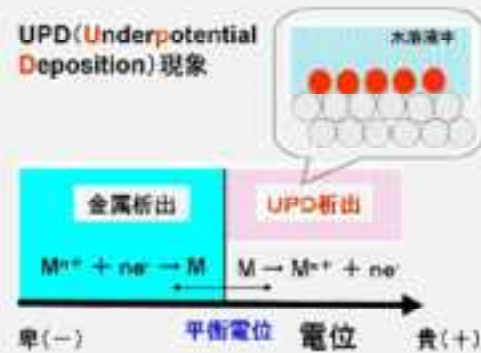 UPD(Underpotential
Deposition)現象
水溶液中
金属析出
UPD析出
Mⁿ⁺ + ne⁻ → M
M → Mⁿ⁺ + ne⁻
卑(−)
平衡電位
電位
貴(+)